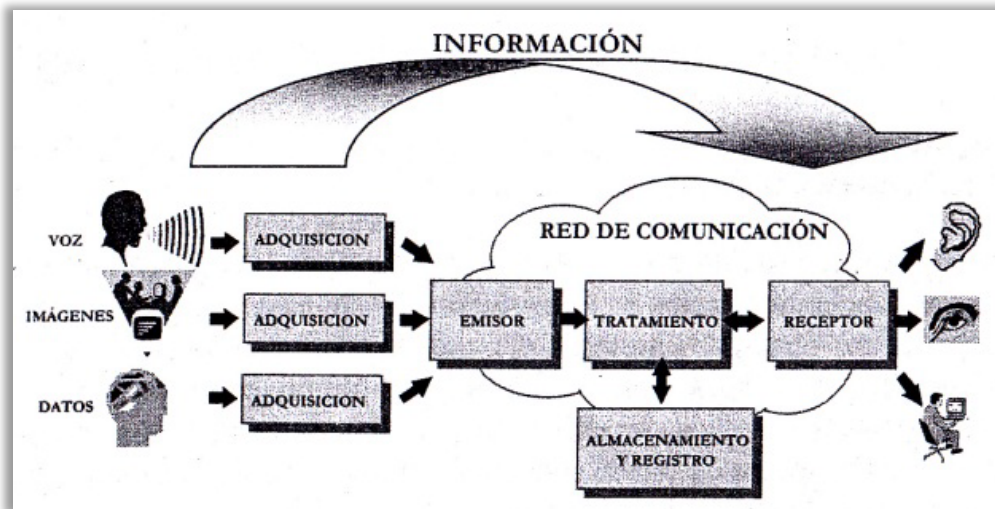 INFORMACIÓN
VOZ
ADQUISICION
RED DE COMUNICACIÓN
IMÁGENES
ADQUISICION
EMISOR
TRATAMIENTO
RECEPTOR
DATOS
ADQUISICION
ALMACENAMIENTO
Y REGISTRO